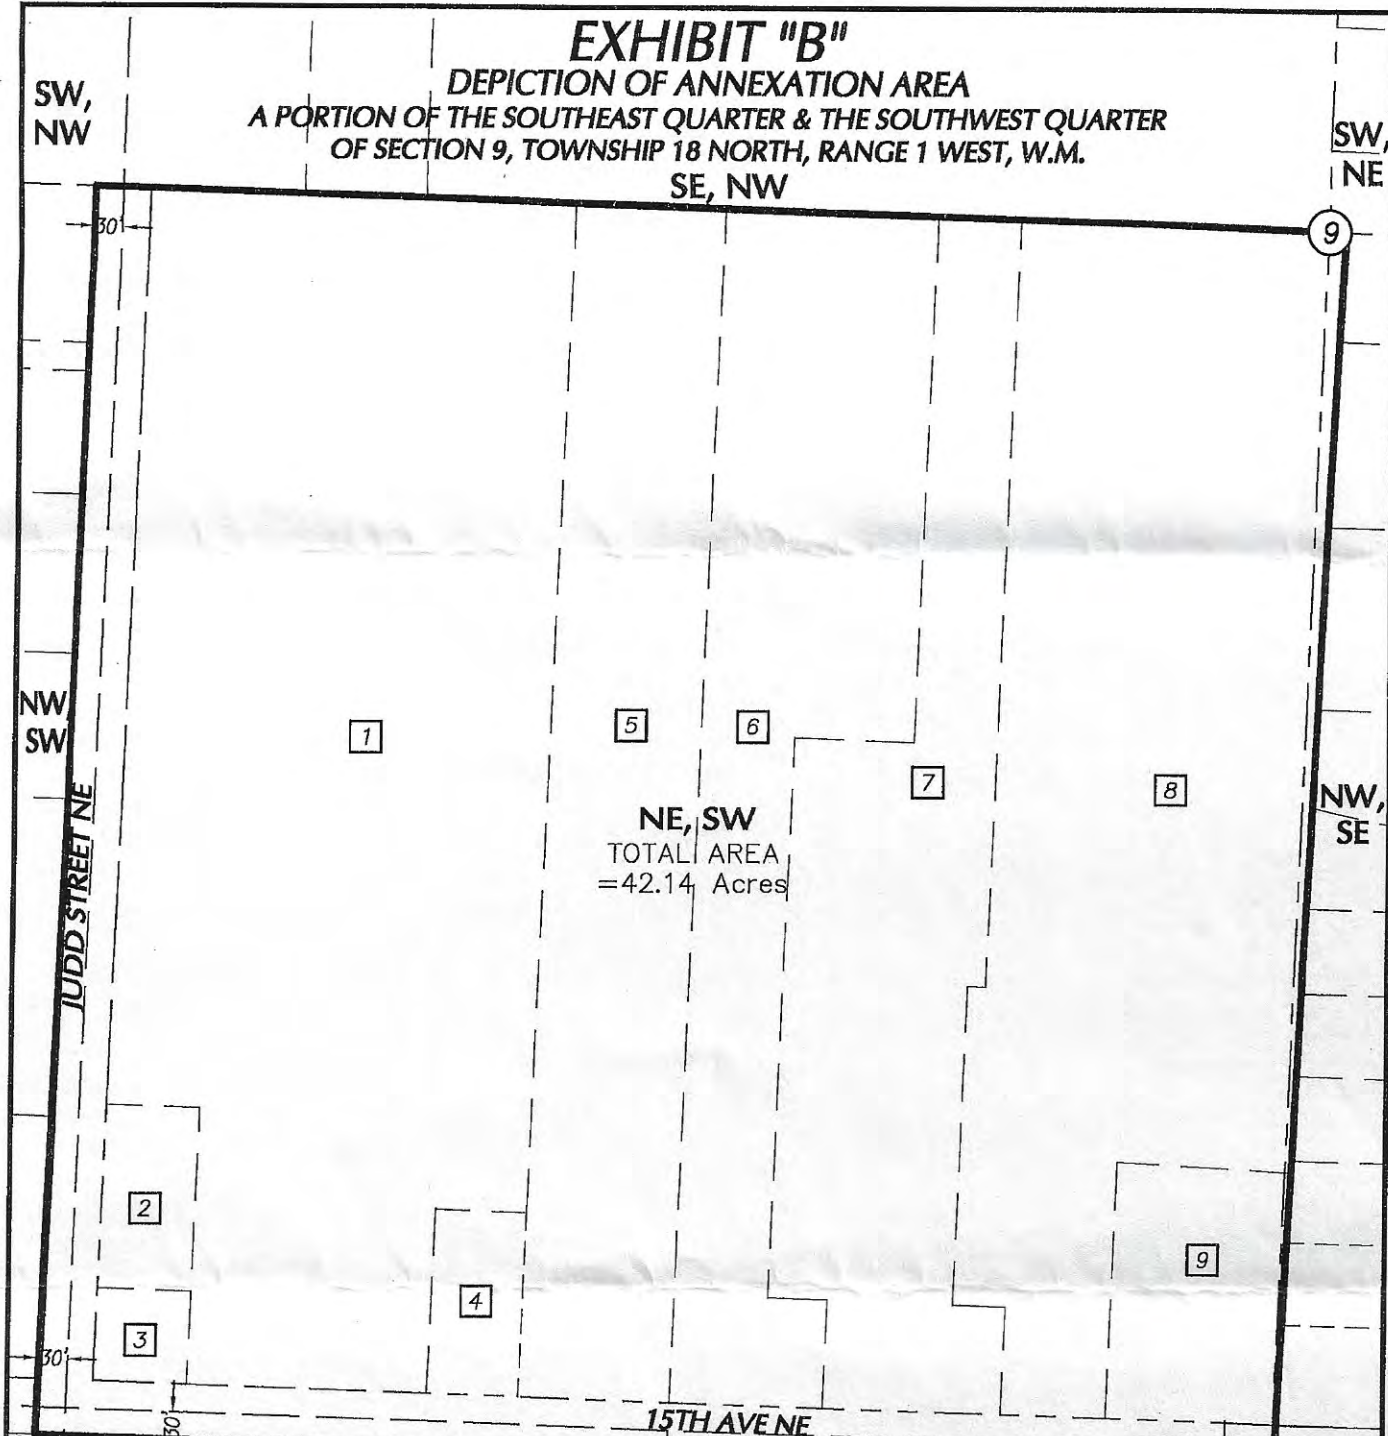 EXHIBIT "B"
DEPICTION OF ANNEXATION AREA
A PORTION OF THE SOUTHEAST QUARTER & THE SOUTHWEST QUARTER
OF SECTION 9, TOWNSHIP 18 NORTH, RANGE 1 WEST, W.M.
SW,
NW
SE, NW
SW,
NE
30'
9
NW
SW
1
5
6
7
8
NE, SW
TOTAL AREA
=42.14 Acres
NW,
SE
JUDD STREET NE
2
9
4
3
30'
30'
15TH AVE NE